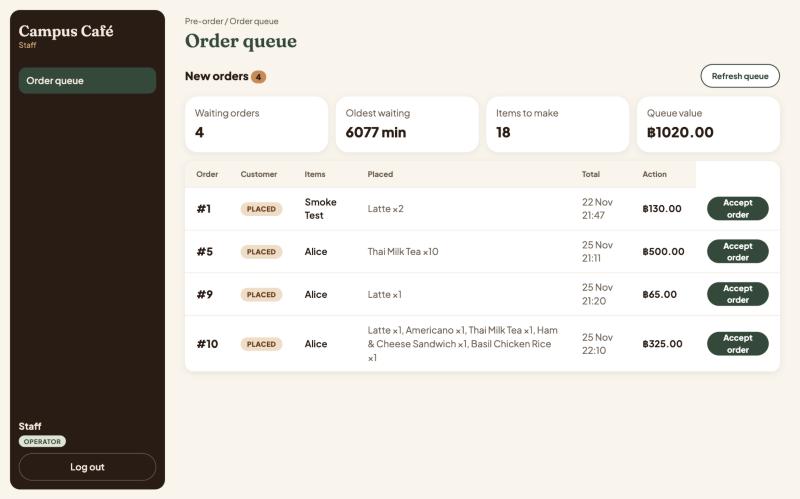 Campus Café
Staff
Order queue
Pre-order / Order queue
Order queue
New orders 4
Refresh queue
Waiting orders
4
Oldest waiting
6077 min
Items to make
18
Queue value
฿1020.00
Order Customer Items Placed Total Action
#1 PLACED Smoke Test Latte ×2 22 Nov 21:47 ฿130.00 Accept order
#5 PLACED Alice Thai Milk Tea ×10 25 Nov 21:11 ฿500.00 Accept order
#9 PLACED Alice Latte ×1 25 Nov 21:20 ฿65.00 Accept order
#10 PLACED Alice Latte ×1, Americano ×1, Thai Milk Tea ×1, Ham & Cheese Sandwich ×1, Basil Chicken Rice ×1 25 Nov 22:10 ฿325.00 Accept order
Staff
OPERATOR
Log out